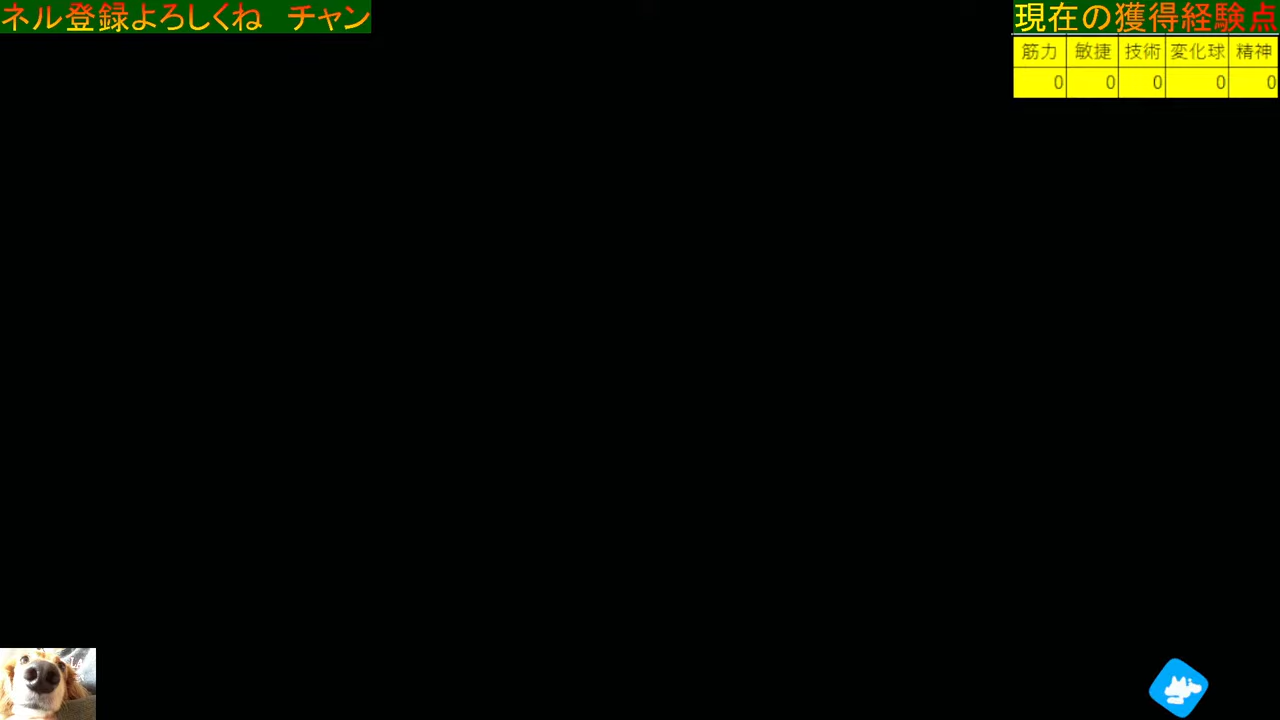 ネル登録よろしくね　チャン
現在の獲得経験点
筋力 敏捷 技術 変化球 精神
0 0 0 0 0